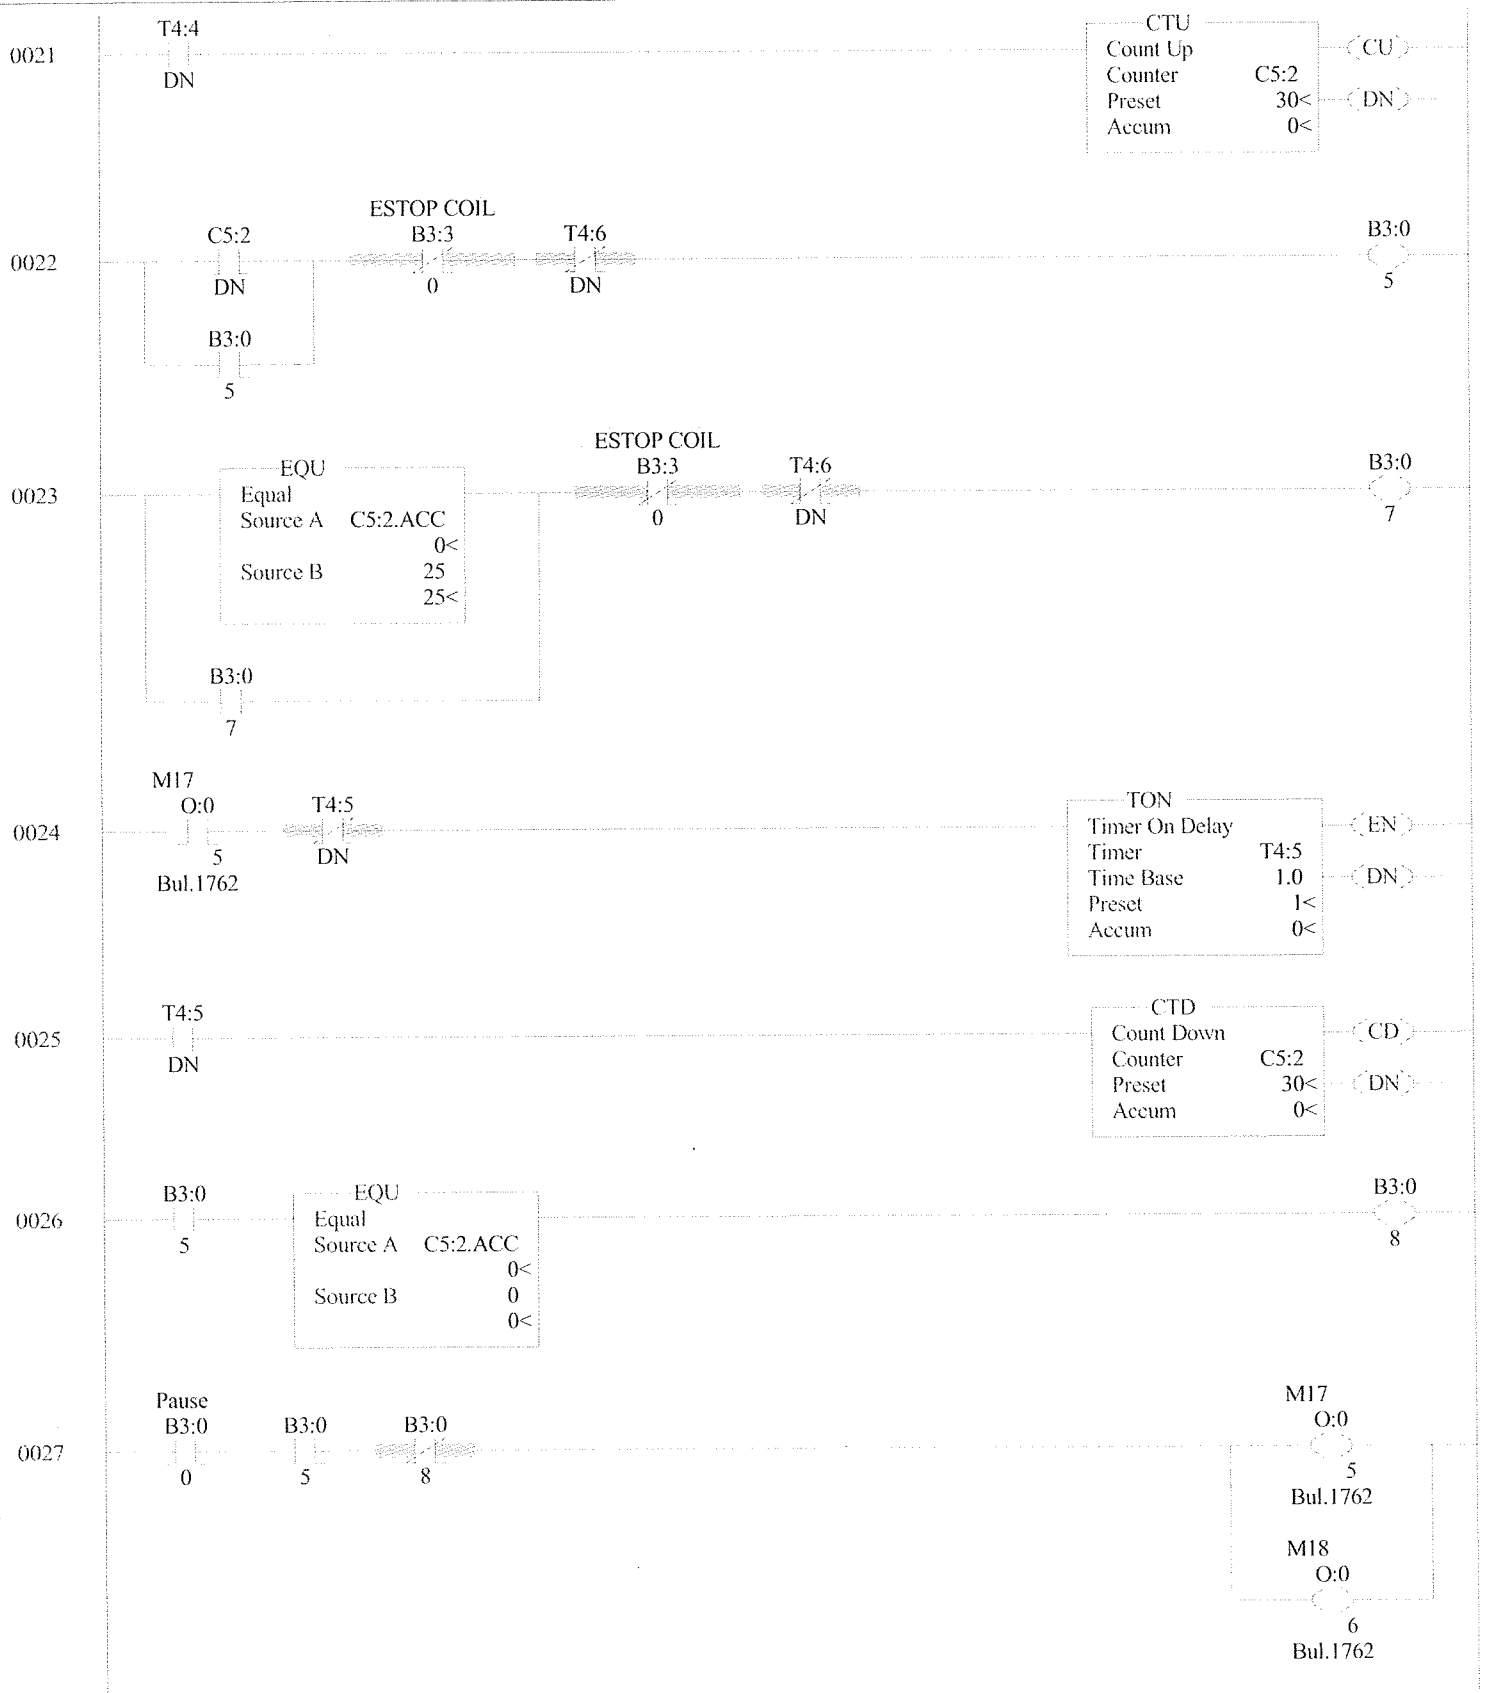 T4:4
0021
DN
CTU
Count Up
Counter C5:2
Preset 30<
Accum 0<
CU
DN
ESTOP COIL
C5:2 B3:3 T4:6 B3:0
0022
DN 0 DN 5
B3:0
5
ESTOP COIL
B3:3 T4:6 B3:0
0023
EQU
Equal
Source A C5:2.ACC
0<
Source B 25
25<
0 DN 7
B3:0
7
M17
O:0 T4:5
0024
5 DN
Bul.1762
TON
Timer On Delay
Timer T4:5
Time Base 1.0
Preset 1<
Accum 0<
EN
DN
T4:5
0025
DN
CTD
Count Down
Counter C5:2
Preset 30<
Accum 0<
CD
DN
B3:0 B3:0
0026
5 8
EQU
Equal
Source A C5:2.ACC
0<
Source B 0
0<
Pause
B3:0 B3:0 B3:0
0027
0 5 8
M17
O:0
5
Bul.1762
M18
O:0
6
Bul.1762